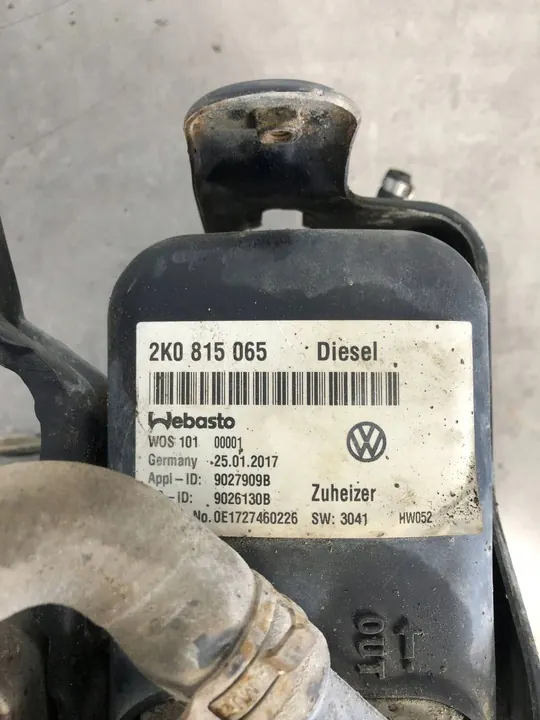 2K0 815 065 Diesel
Webasto
WOS 101 00001
Germany 25.01.2017
Appl-ID: 9027909B
-ID: 9026130B Zuheizer
No. 0E1727460226 SW: 3041 HW052
OUT 1